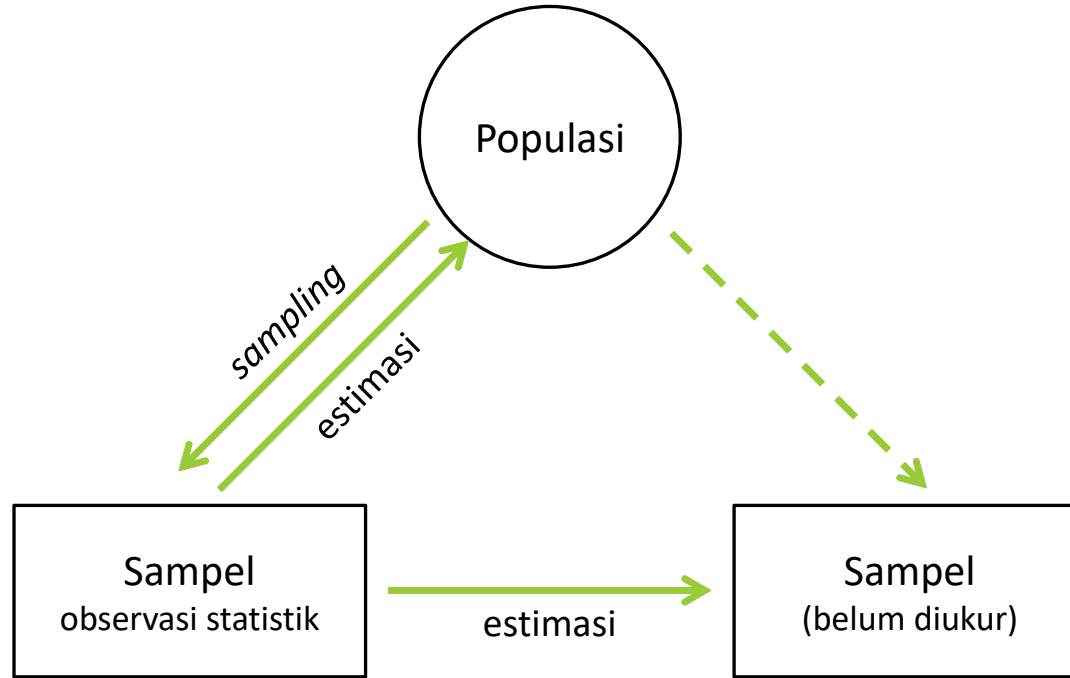 Populasi
sampling
estimasi
Sampel
observasi statistik
estimasi
Sampel
(belum diukur)